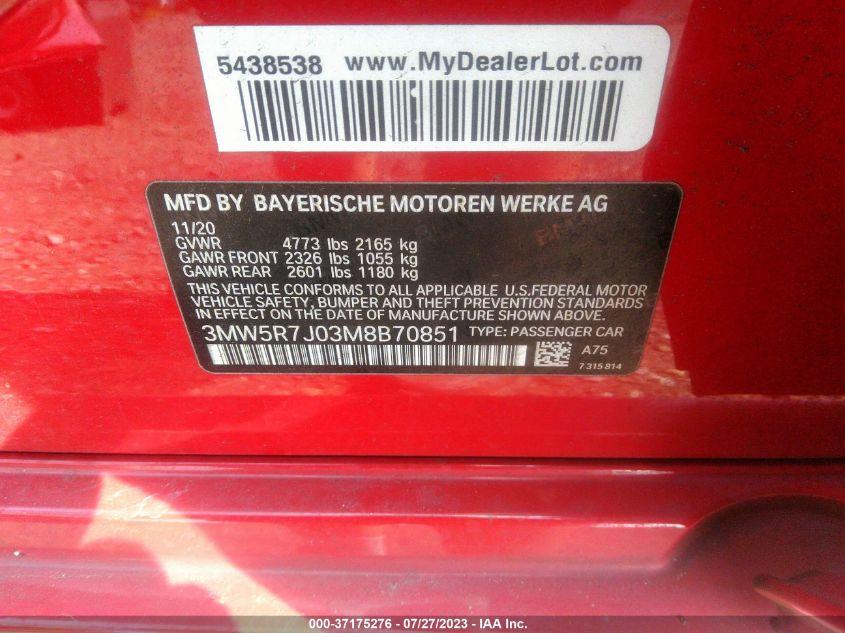 5438538 www.MyDealerLot.com
MFD BY BAYERISCHE MOTOREN WERKE AG
11/20
GVWR 4773 lbs 2165 kg
GAWR FRONT 2326 lbs 1055 kg
GAWR REAR 2601 lbs 1180 kg
THIS VEHICLE CONFORMS TO ALL APPLICABLE U.S.FEDERAL MOTOR
VEHICLE SAFETY, BUMPER AND THEFT PREVENTION STANDARDS
IN EFFECT ON THE DATE OF MANUFACTURE SHOWN ABOVE.
3MW5R7J03M8B70851 TYPE: PASSENGER CAR
A75
7 315 814
000-37175276 / 07/27/2023 - IAA Inc.